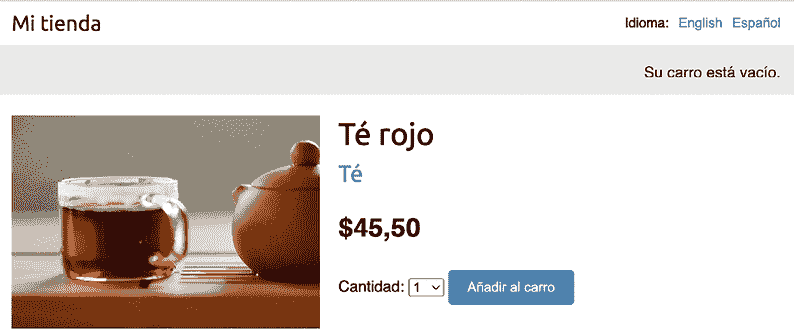 Mi tienda
Idioma: English Español
Su carro está vacío.
Té rojo
Té
$45,50
Cantidad: 1 Añadir al carro